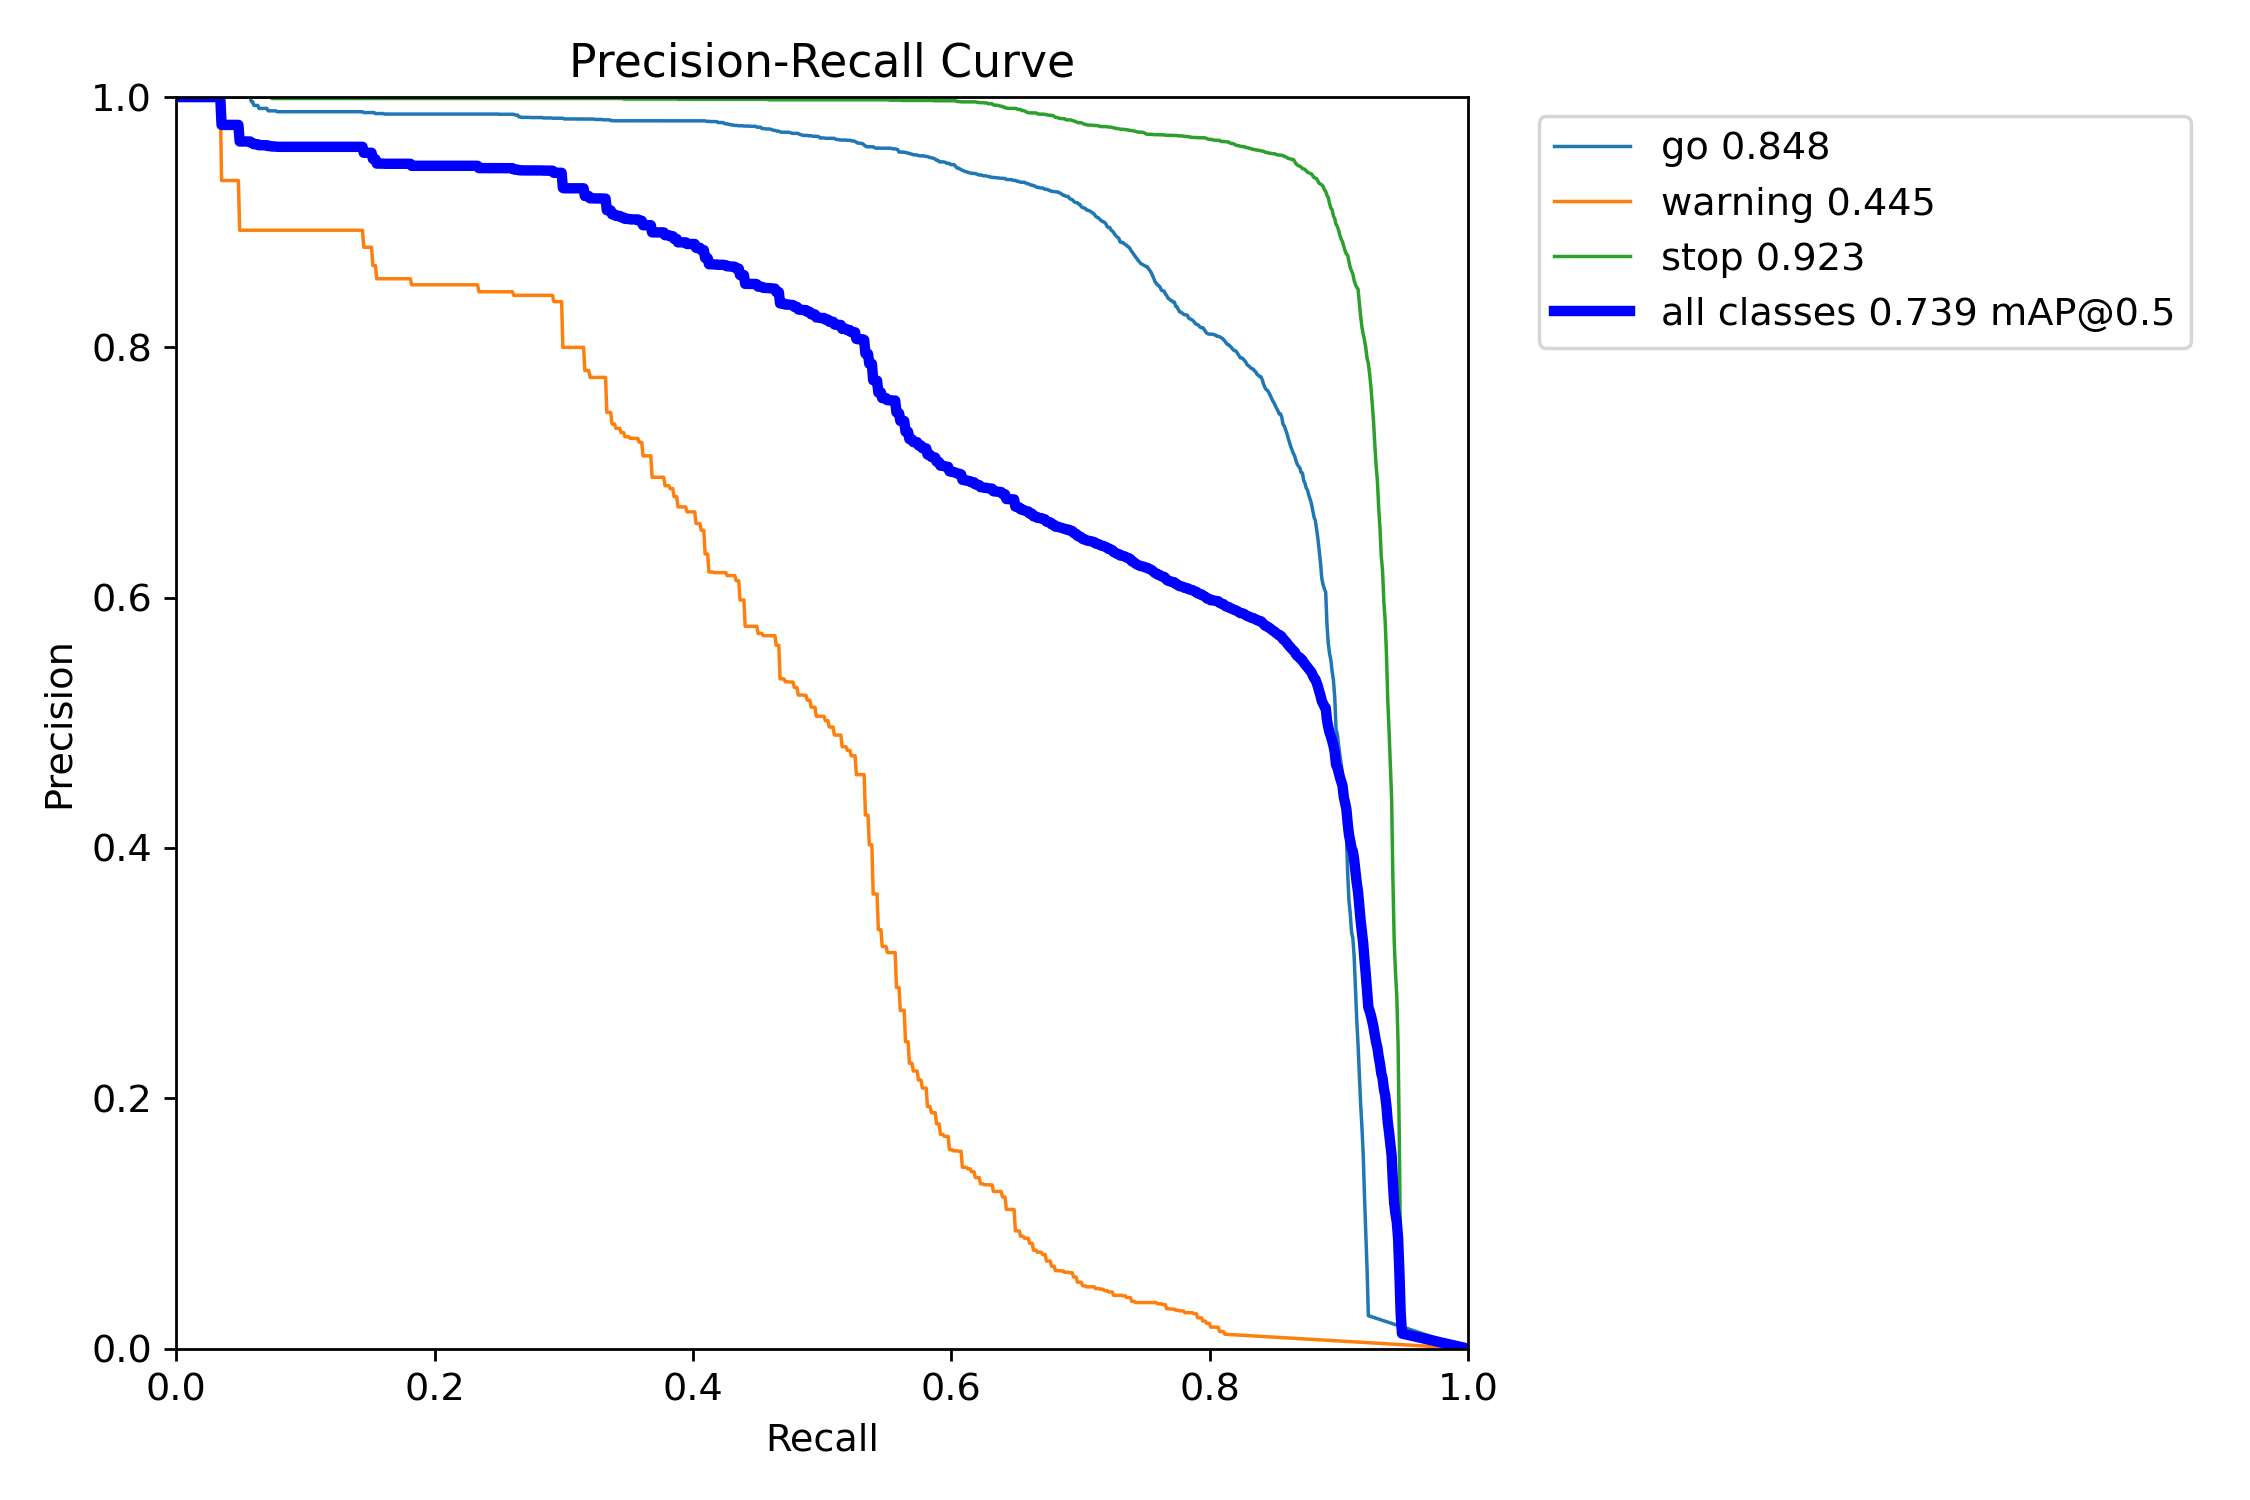 Precision-Recall Curve
1.0
0.8
0.6
0.4
0.2
0.0
Precision
0.0 0.2 0.4 0.6 0.8 1.0
Recall
go 0.848
warning 0.445
stop 0.923
all classes 0.739 mAP@0.5